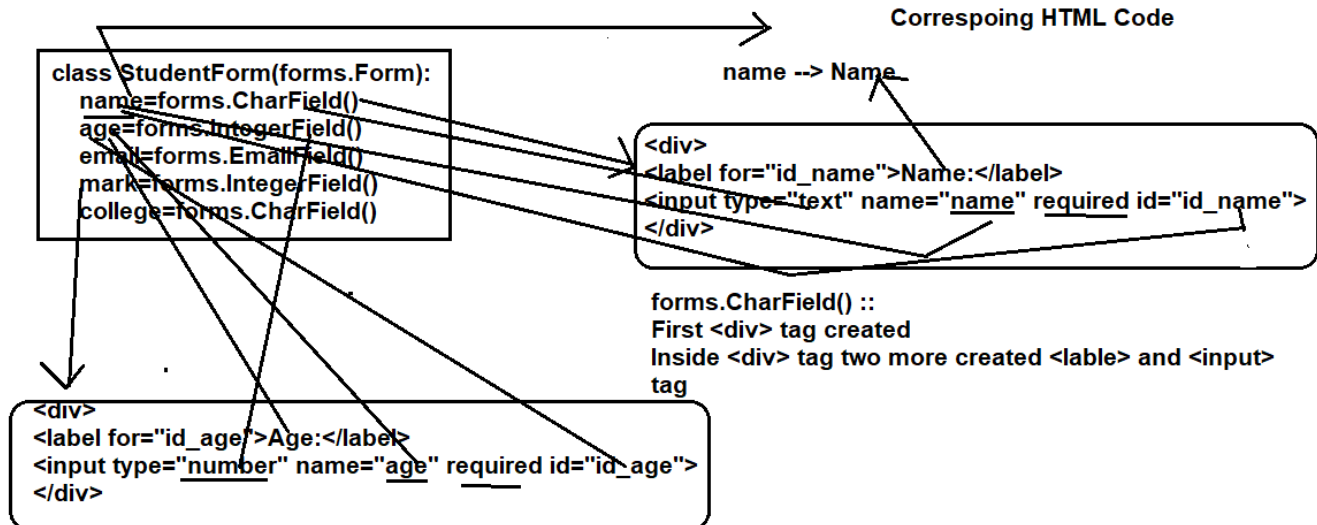 Correspoing HTML Code
class StudentForm(forms.Form):
name=forms.CharField()
age=forms.IntegerField()
email=forms.EmailField()
mark=forms.IntegerField()
college=forms.CharField()
name --> Name
<div>
<label for="id_name">Name:</label>
<input type="text" name="name" required id="id_name">
</div>
forms.CharField() ::
First <div> tag created
Inside <div> tag two more created <lable> and <input>
tag
<div>
<label for="id_age">Age:</label>
<input type="number" name="age" required id="id_age">
</div>